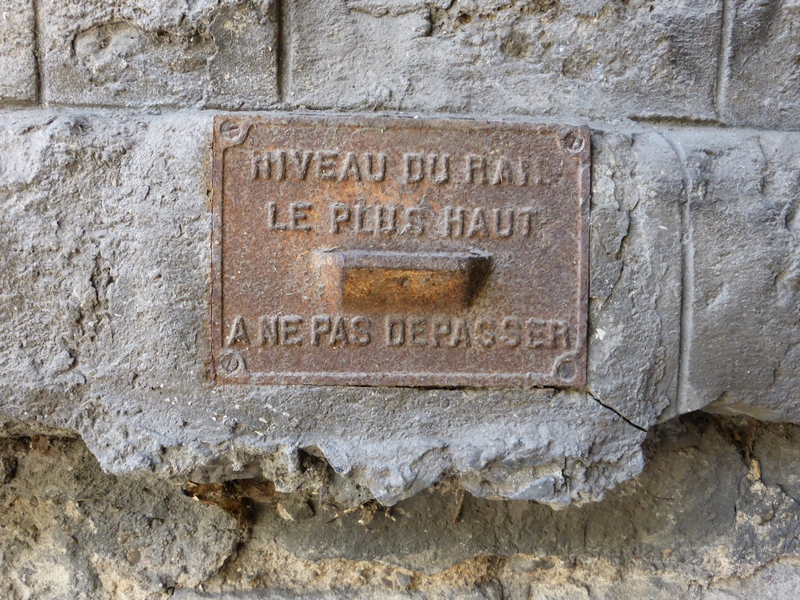 NIVEAU DU RAIL
LE PLUS HAUT
A NE PAS DEPASSER